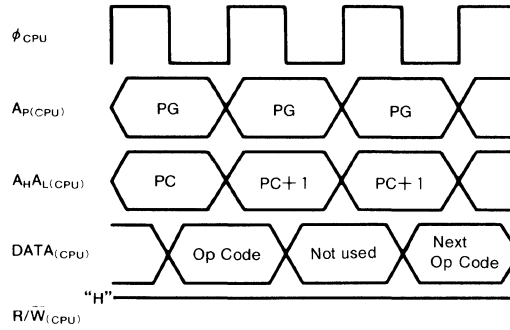 ϕCPU
AP(CPU) PG PG PG
AHAL(CPU) PC PC+1 PC+1
DATA(CPU) Op Code Not used Next Op Code
"H"
R/W̅(CPU)